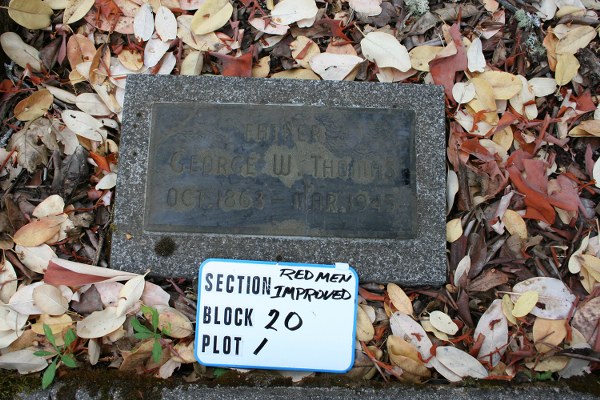 FATHER
GEORGE W. THOMAS
OCT. 1863 - MAR. 1945
SECTION RED MEN
IMPROVED
BLOCK 20
PLOT 1